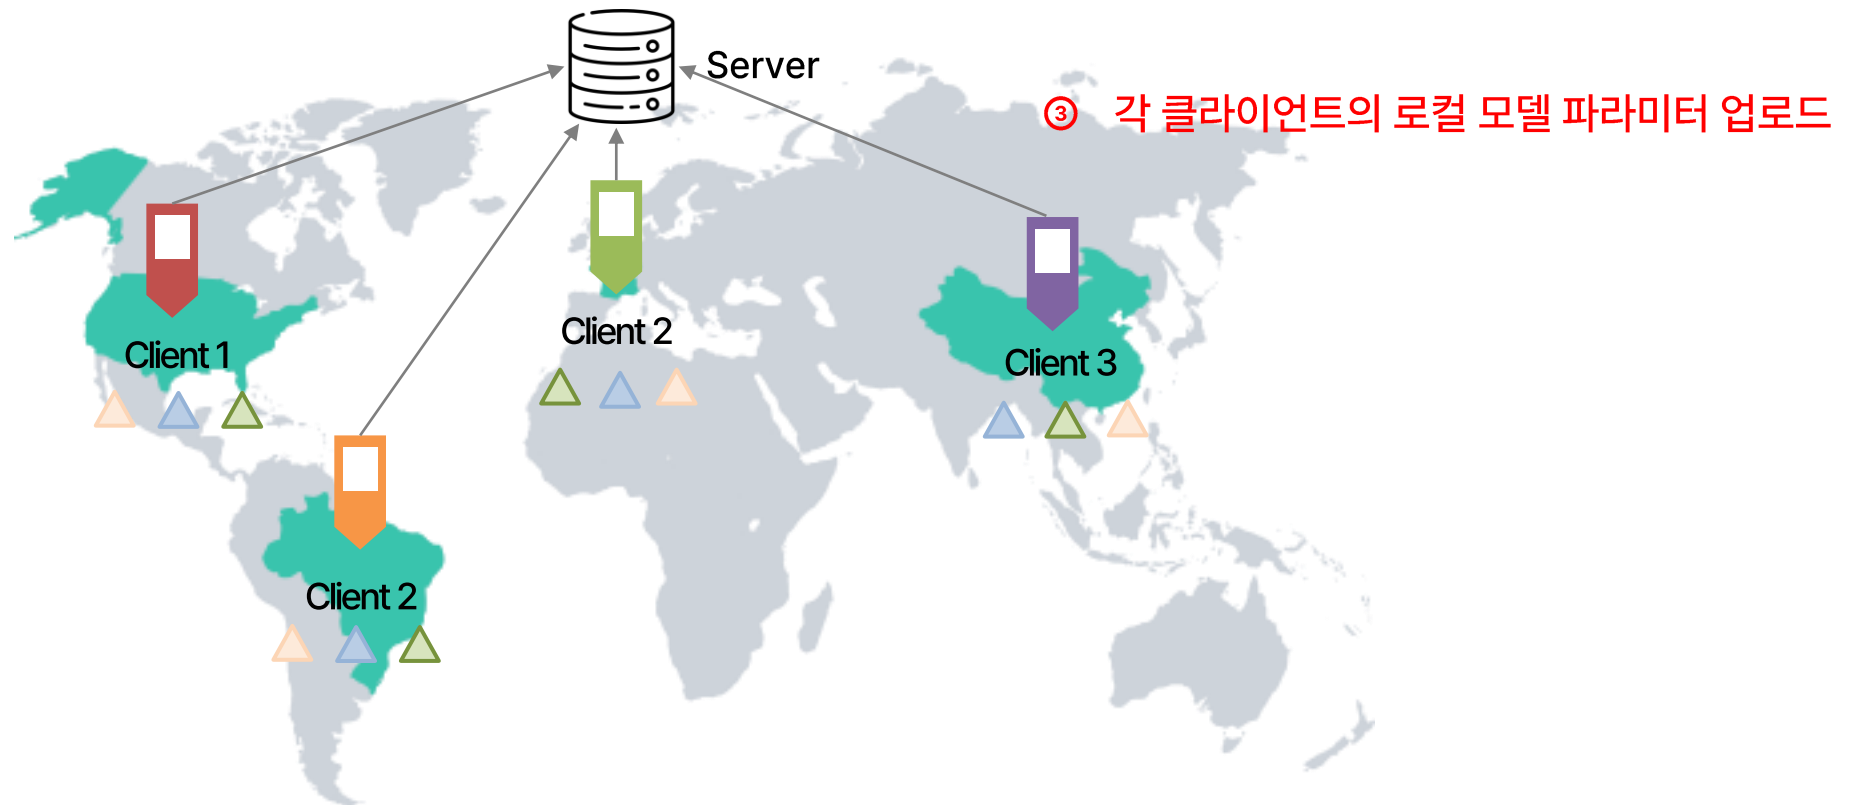 Server
③ 각 클라이언트의 로컬 모델 파라미터 업로드
Client 1
Client 2
Client 3
Client 2